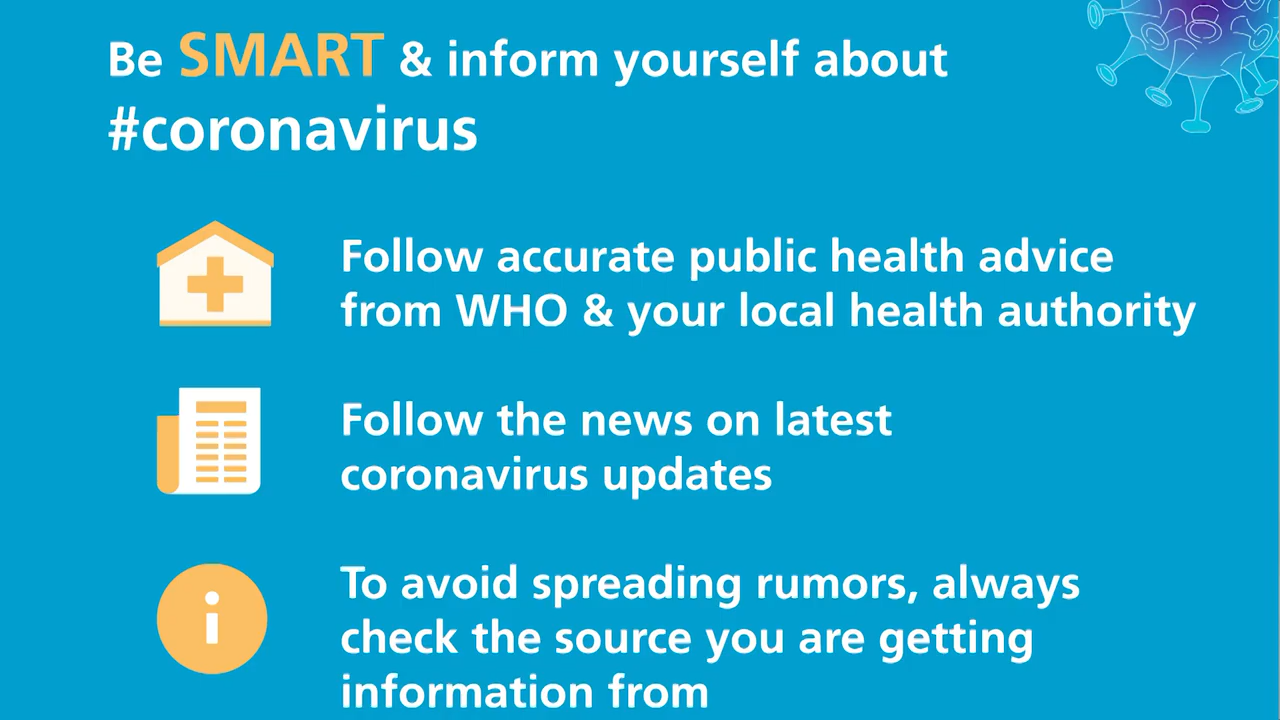 Be SMART & inform yourself about
#coronavirus
Follow accurate public health advice
from WHO & your local health authority
Follow the news on latest
coronavirus updates
To avoid spreading rumors, always
check the source you are getting
information from